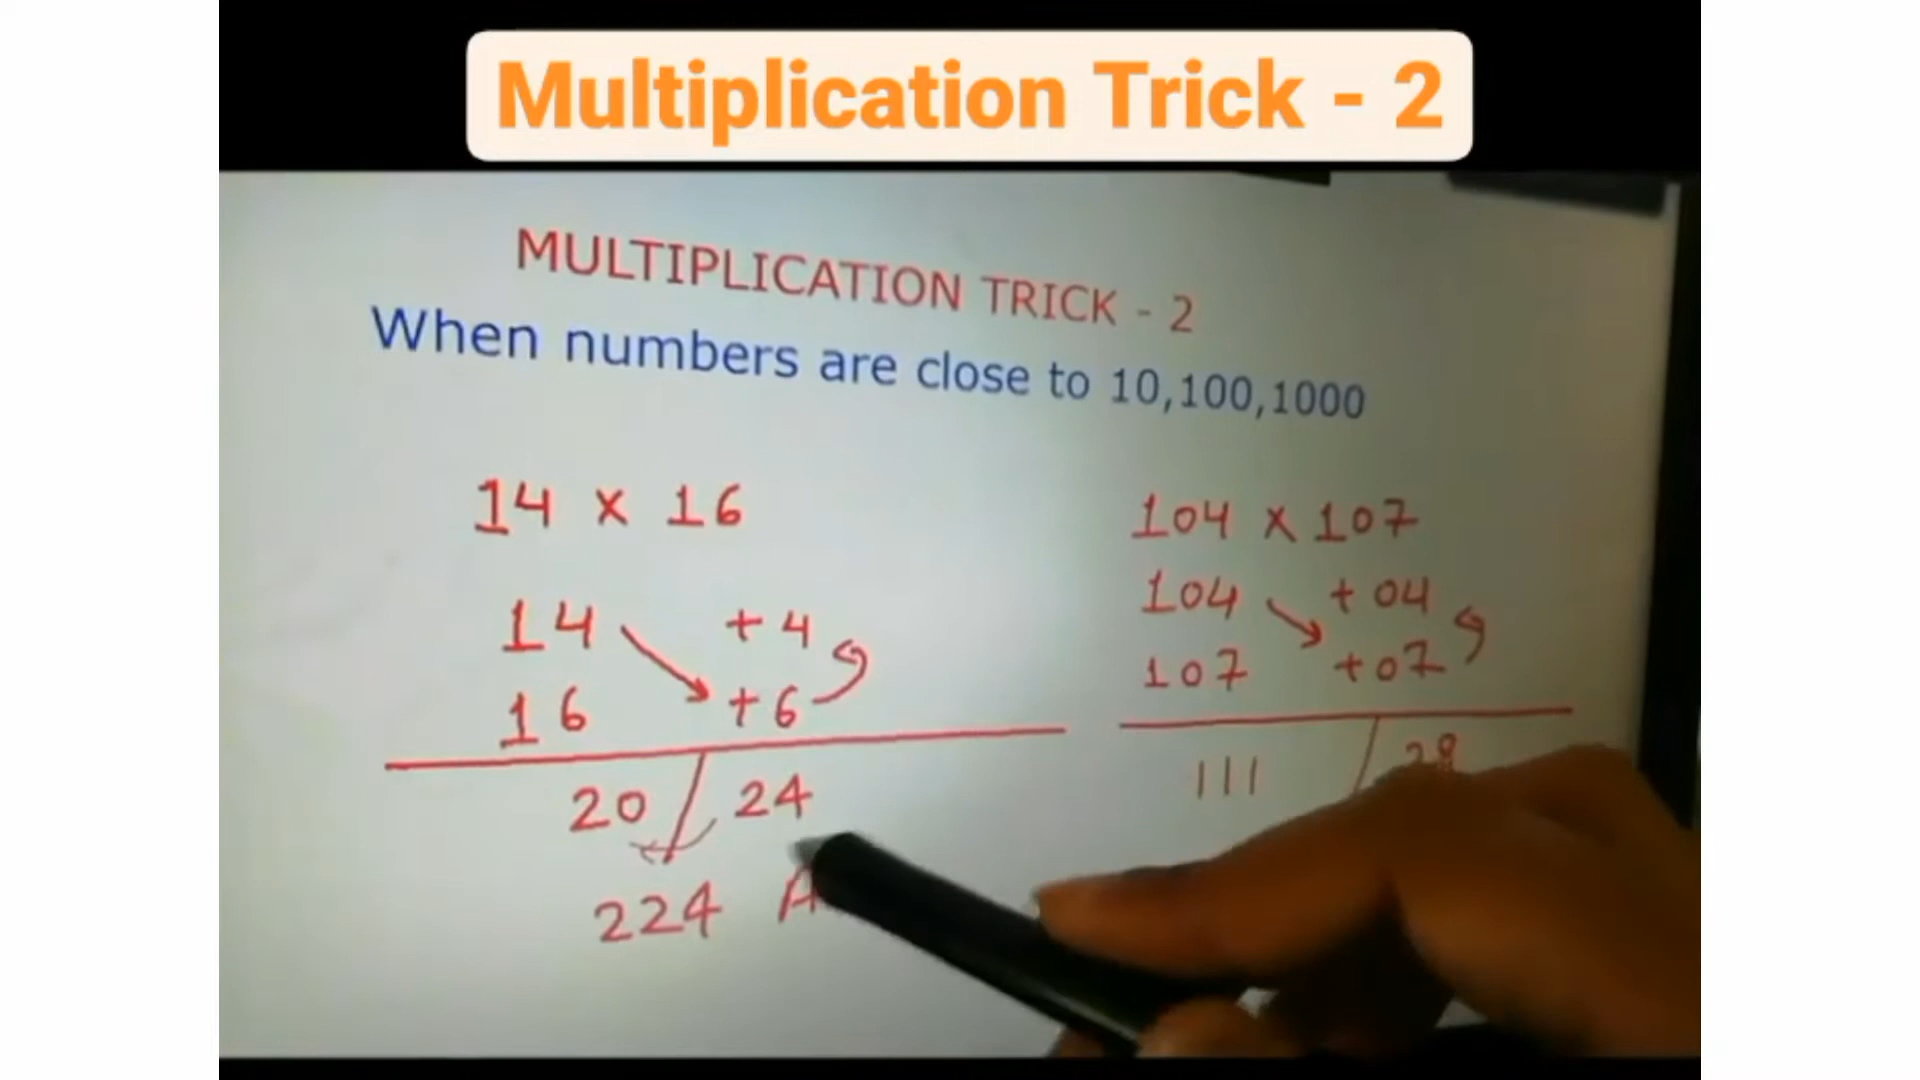 Multiplication Trick - 2
MULTIPLICATION TRICK - 2
When numbers are close to 10,100,1000
14 x 16
14 + 4
16 + 6
20 / 24
224
104 x 107
104 + 04
107 + 07
111 / 28